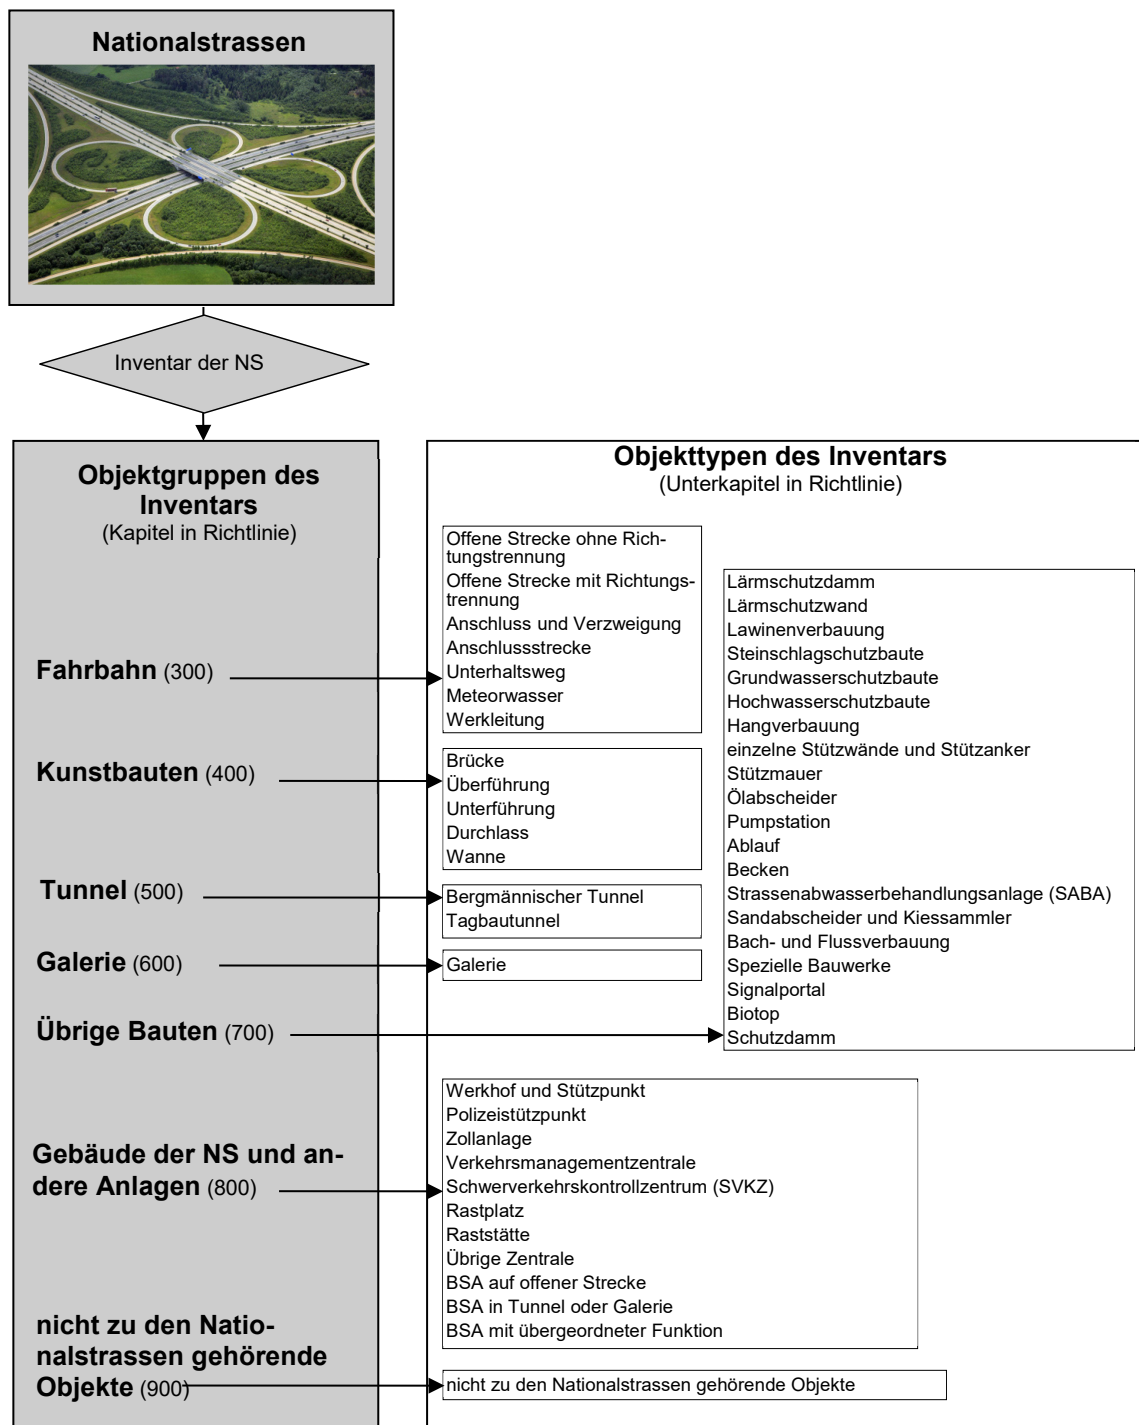 Nationalstrassen
Inventar der NS
Objektgruppen des
Inventars
(Kapitel in Richtlinie)
Fahrbahn (300)
Kunstbauten (400)
Tunnel (500)
Galerie (600)
Übrige Bauten (700)
Gebäude der NS und an-
dere Anlagen (800)
nicht zu den Natio-
nalstrassen gehörende
Objekte (900)
Objekttypen des Inventars
(Unterkapitel in Richtlinie)
Offene Strecke ohne Rich-
tungstrennung
Offene Strecke mit Richtungs-
trennung
Anschluss und Verzweigung
Anschlussstrecke
Unterhaltsweg
Meteorwasser
Werkleitung
Brücke
Überführung
Unterführung
Durchlass
Wanne
Bergmännischer Tunnel
Tagbautunnel
Galerie
Lärmschutzdamm
Lärmschutzwand
Lawinenverbauung
Steinschlagschutzbaute
Grundwasserschutzbaute
Hochwasserschutzbaute
Hangverbauung
einzelne Stützwände und Stützanker
Stützmauer
Ölabscheider
Pumpstation
Ablauf
Becken
Strassenabwasserbehandlungsanlage (SABA)
Sandabscheider und Kiessammler
Bach- und Flussverbauung
Spezielle Bauwerke
Signalportal
Biotop
Schutzdamm
Werkhof und Stützpunkt
Polizeistützpunkt
Zollanlage
Verkehrsmanagementzentrale
Schwerverkehrskontrollzentrum (SVKZ)
Rastplatz
Raststätte
Übrige Zentrale
BSA auf offener Strecke
BSA in Tunnel oder Galerie
BSA mit übergeordneter Funktion
nicht zu den Nationalstrassen gehörende Objekte